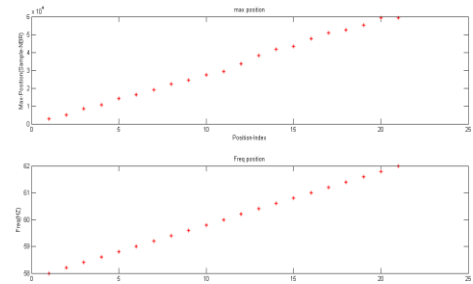 max position
× 10⁴
6
5
4
3
2
1
0
0 5 10 15 20 25
Max-Position(Sample-NBR)
Position-Index
Freq position
62
61
60
59
58
0 5 10 15 20 25
Freq(HZ)